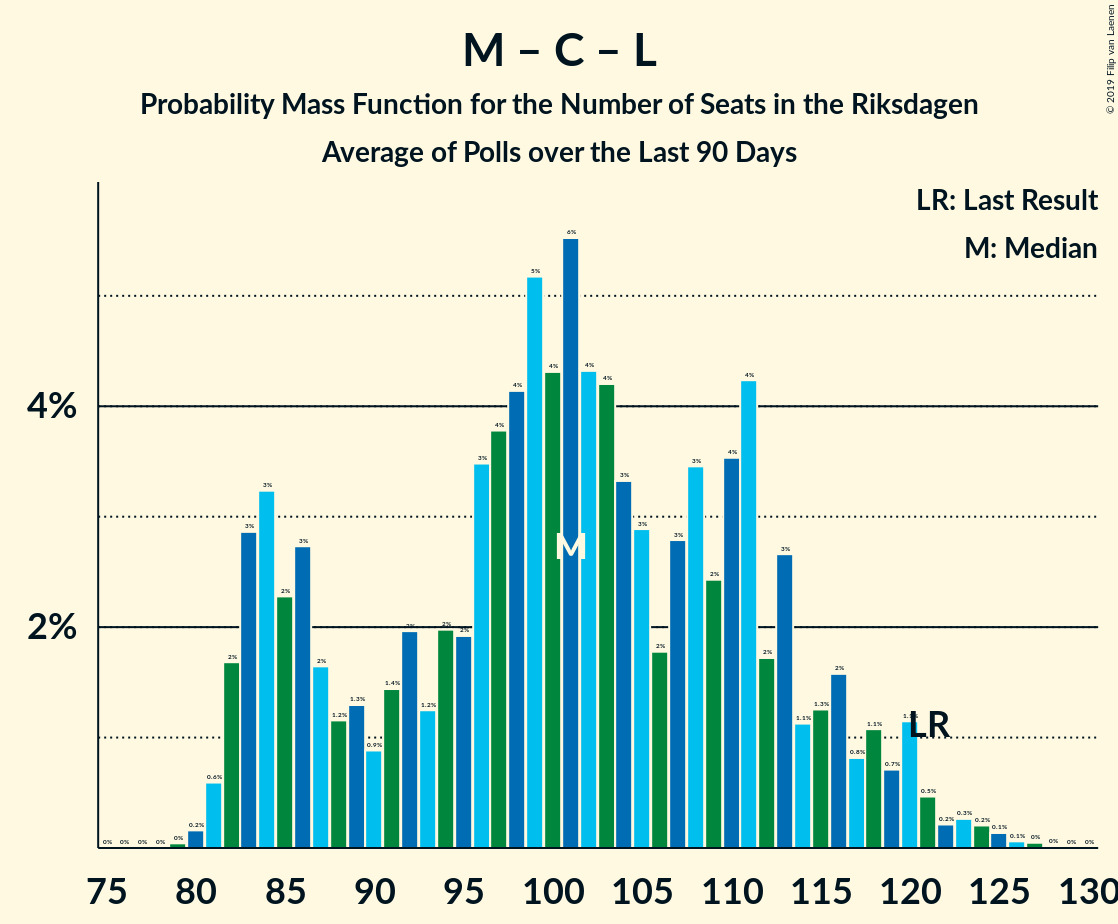 M – C – L
Probability Mass Function for the Number of Seats in the Riksdagen
Average of Polls over the Last 90 Days
© 2019 Filip van Laenen
LR: Last Result
M: Median
4%
2%
0% 0% 0% 0% 0% 0.2% 0.6% 2% 3% 3% 2% 3% 2% 1.2% 1.3% 0.9% 1.4% 2% 1.2% 2% 2% 3% 4% 4% 5% 4% 6% 4% 4% 3% 3% 2% 3% 3% 2% 4% 4% 2% 3% 1.1% 1.3% 2% 0.8% 1.1% 0.7% 0.5% 0.2% 0.3% 0.2% 0.1% 0.1% 0% 0% 0% 0%
M
LR
75 80 85 90 95 100 105 110 115 120 125 130